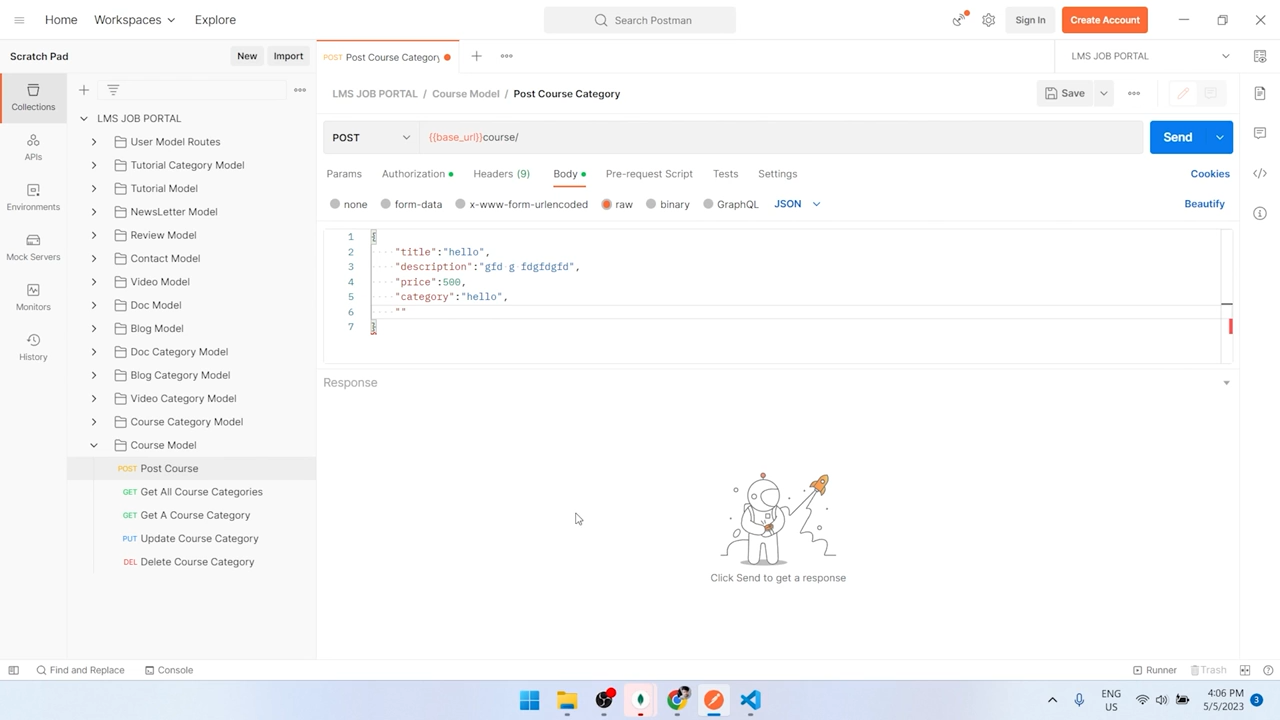 Home Workspaces Explore Search Postman Sign In Create Account
Scratch Pad New Import
POST Post Course Category LMS JOB PORTAL
LMS JOB PORTAL / Course Model / Post Course Category Save
POST {{base_url}}course/ Send
Params Authorization Headers (9) Body Pre-request Script Tests Settings Cookies
none form-data x-www-form-urlencoded raw binary GraphQL JSON Beautify
1 {
2 "title":"hello",
3 "description":"gfd g fdgfdgfd",
4 "price":500,
5 "category":"hello",
6 ""
7 }
Response
Click Send to get a response
Collections
APIs
Environments
Mock Servers
Monitors
History
LMS JOB PORTAL
User Model Routes
Tutorial Category Model
Tutorial Model
NewsLetter Model
Review Model
Contact Model
Video Model
Doc Model
Blog Model
Doc Category Model
Blog Category Model
Video Category Model
Course Category Model
Course Model
POST Post Course
GET Get All Course Categories
GET Get A Course Category
PUT Update Course Category
DEL Delete Course Category
Find and Replace Console Runner Trash
ENG
US
4:06 PM
5/5/2023
3